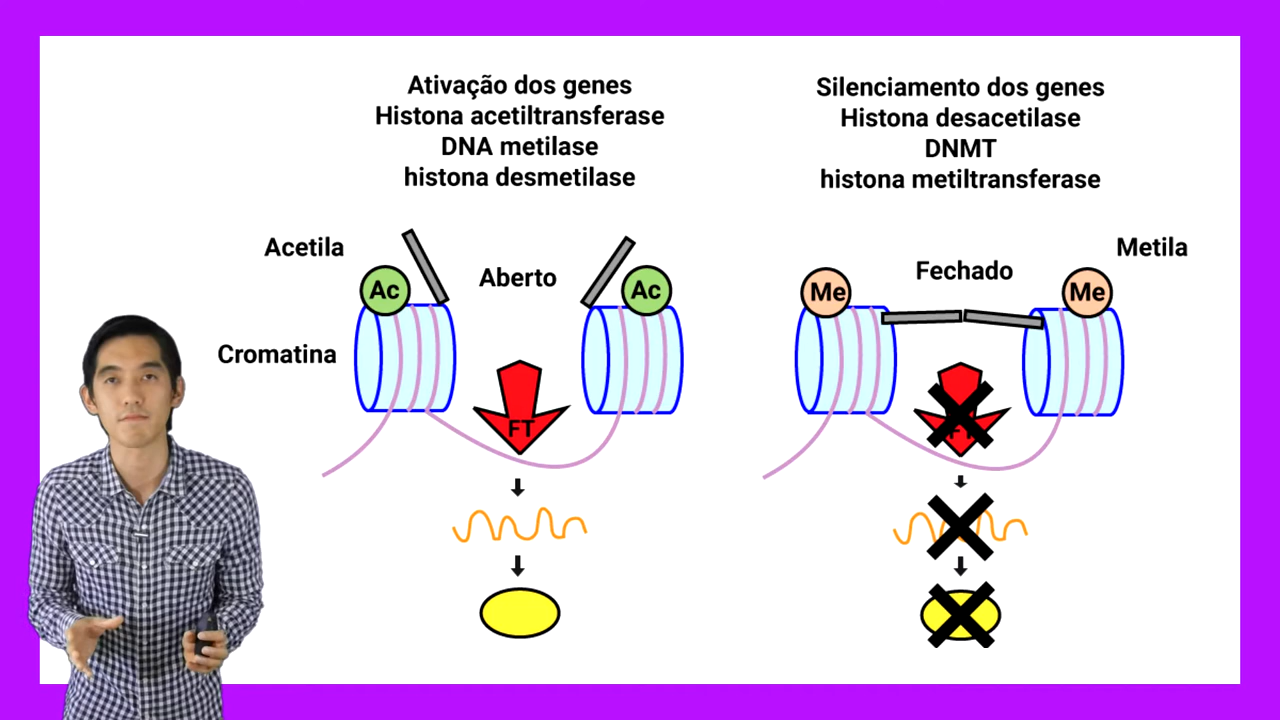 Ativação dos genes
Histona acetiltransferase
DNA metilase
histona desmetilase
Silenciamento dos genes
Histona desacetilase
DNMT
histona metiltransferase
Acetila
Aberto
Ac
Ac
Cromatina
FT
Metila
Fechado
Me
Me
FT